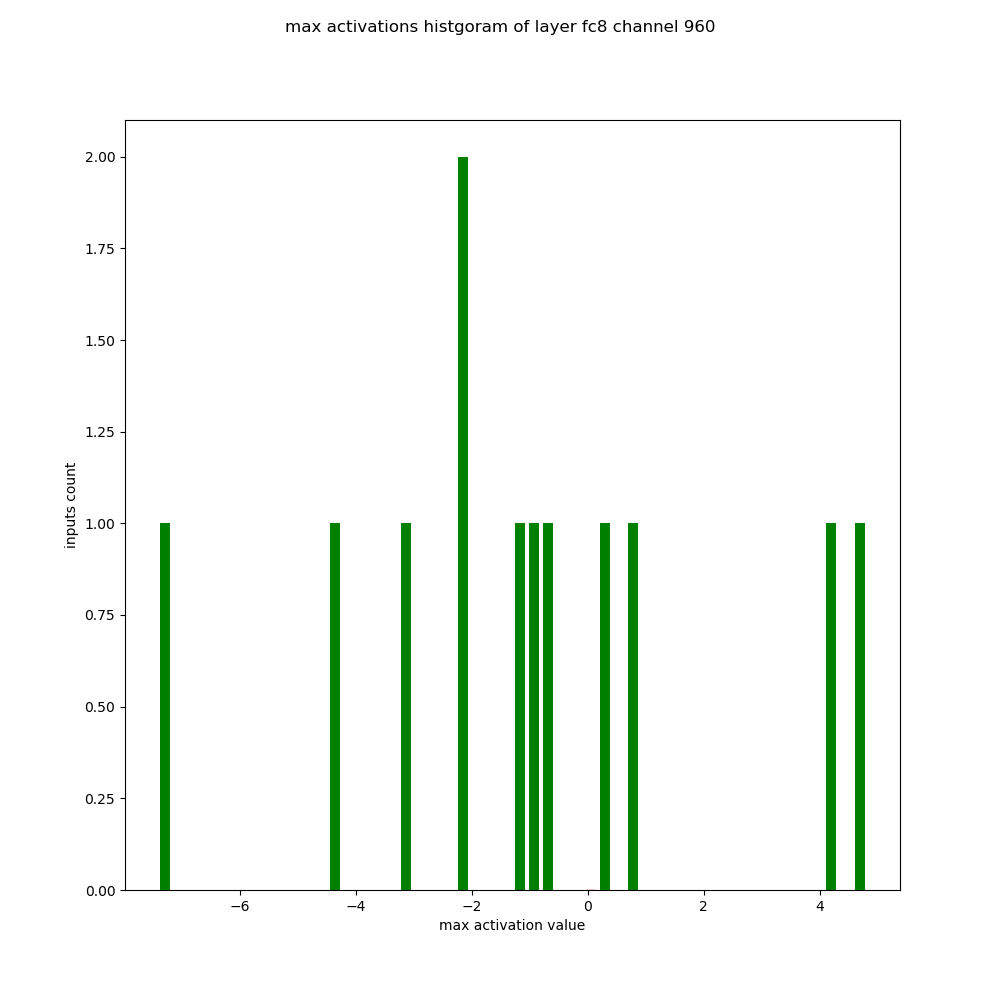 max activations histgoram of layer fc8 channel 960
2.00
1.75
1.50
1.25
1.00
0.75
0.50
0.25
0.00
inputs count
−6 −4 −2 0 2 4
max activation value